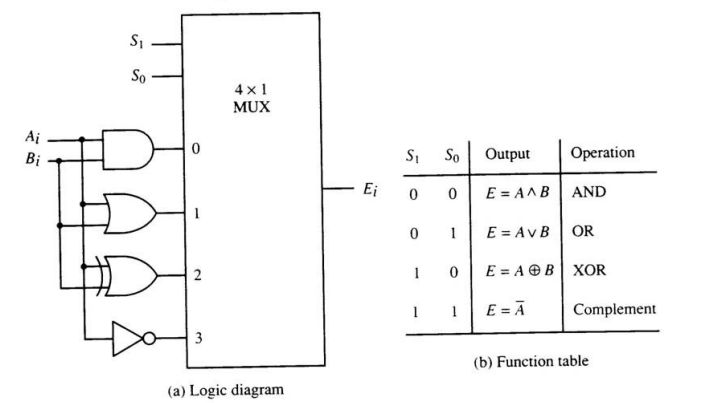 S₁
S₀
4 × 1
MUX
Aᵢ
Bᵢ
0
1
2
3
Eᵢ
(a) Logic diagram
S₁ S₀ Output Operation
0 0 E = A ∧ B AND
0 1 E = A ∨ B OR
1 0 E = A ⊕ B XOR
1 1 E = A̅ Complement
(b) Function table